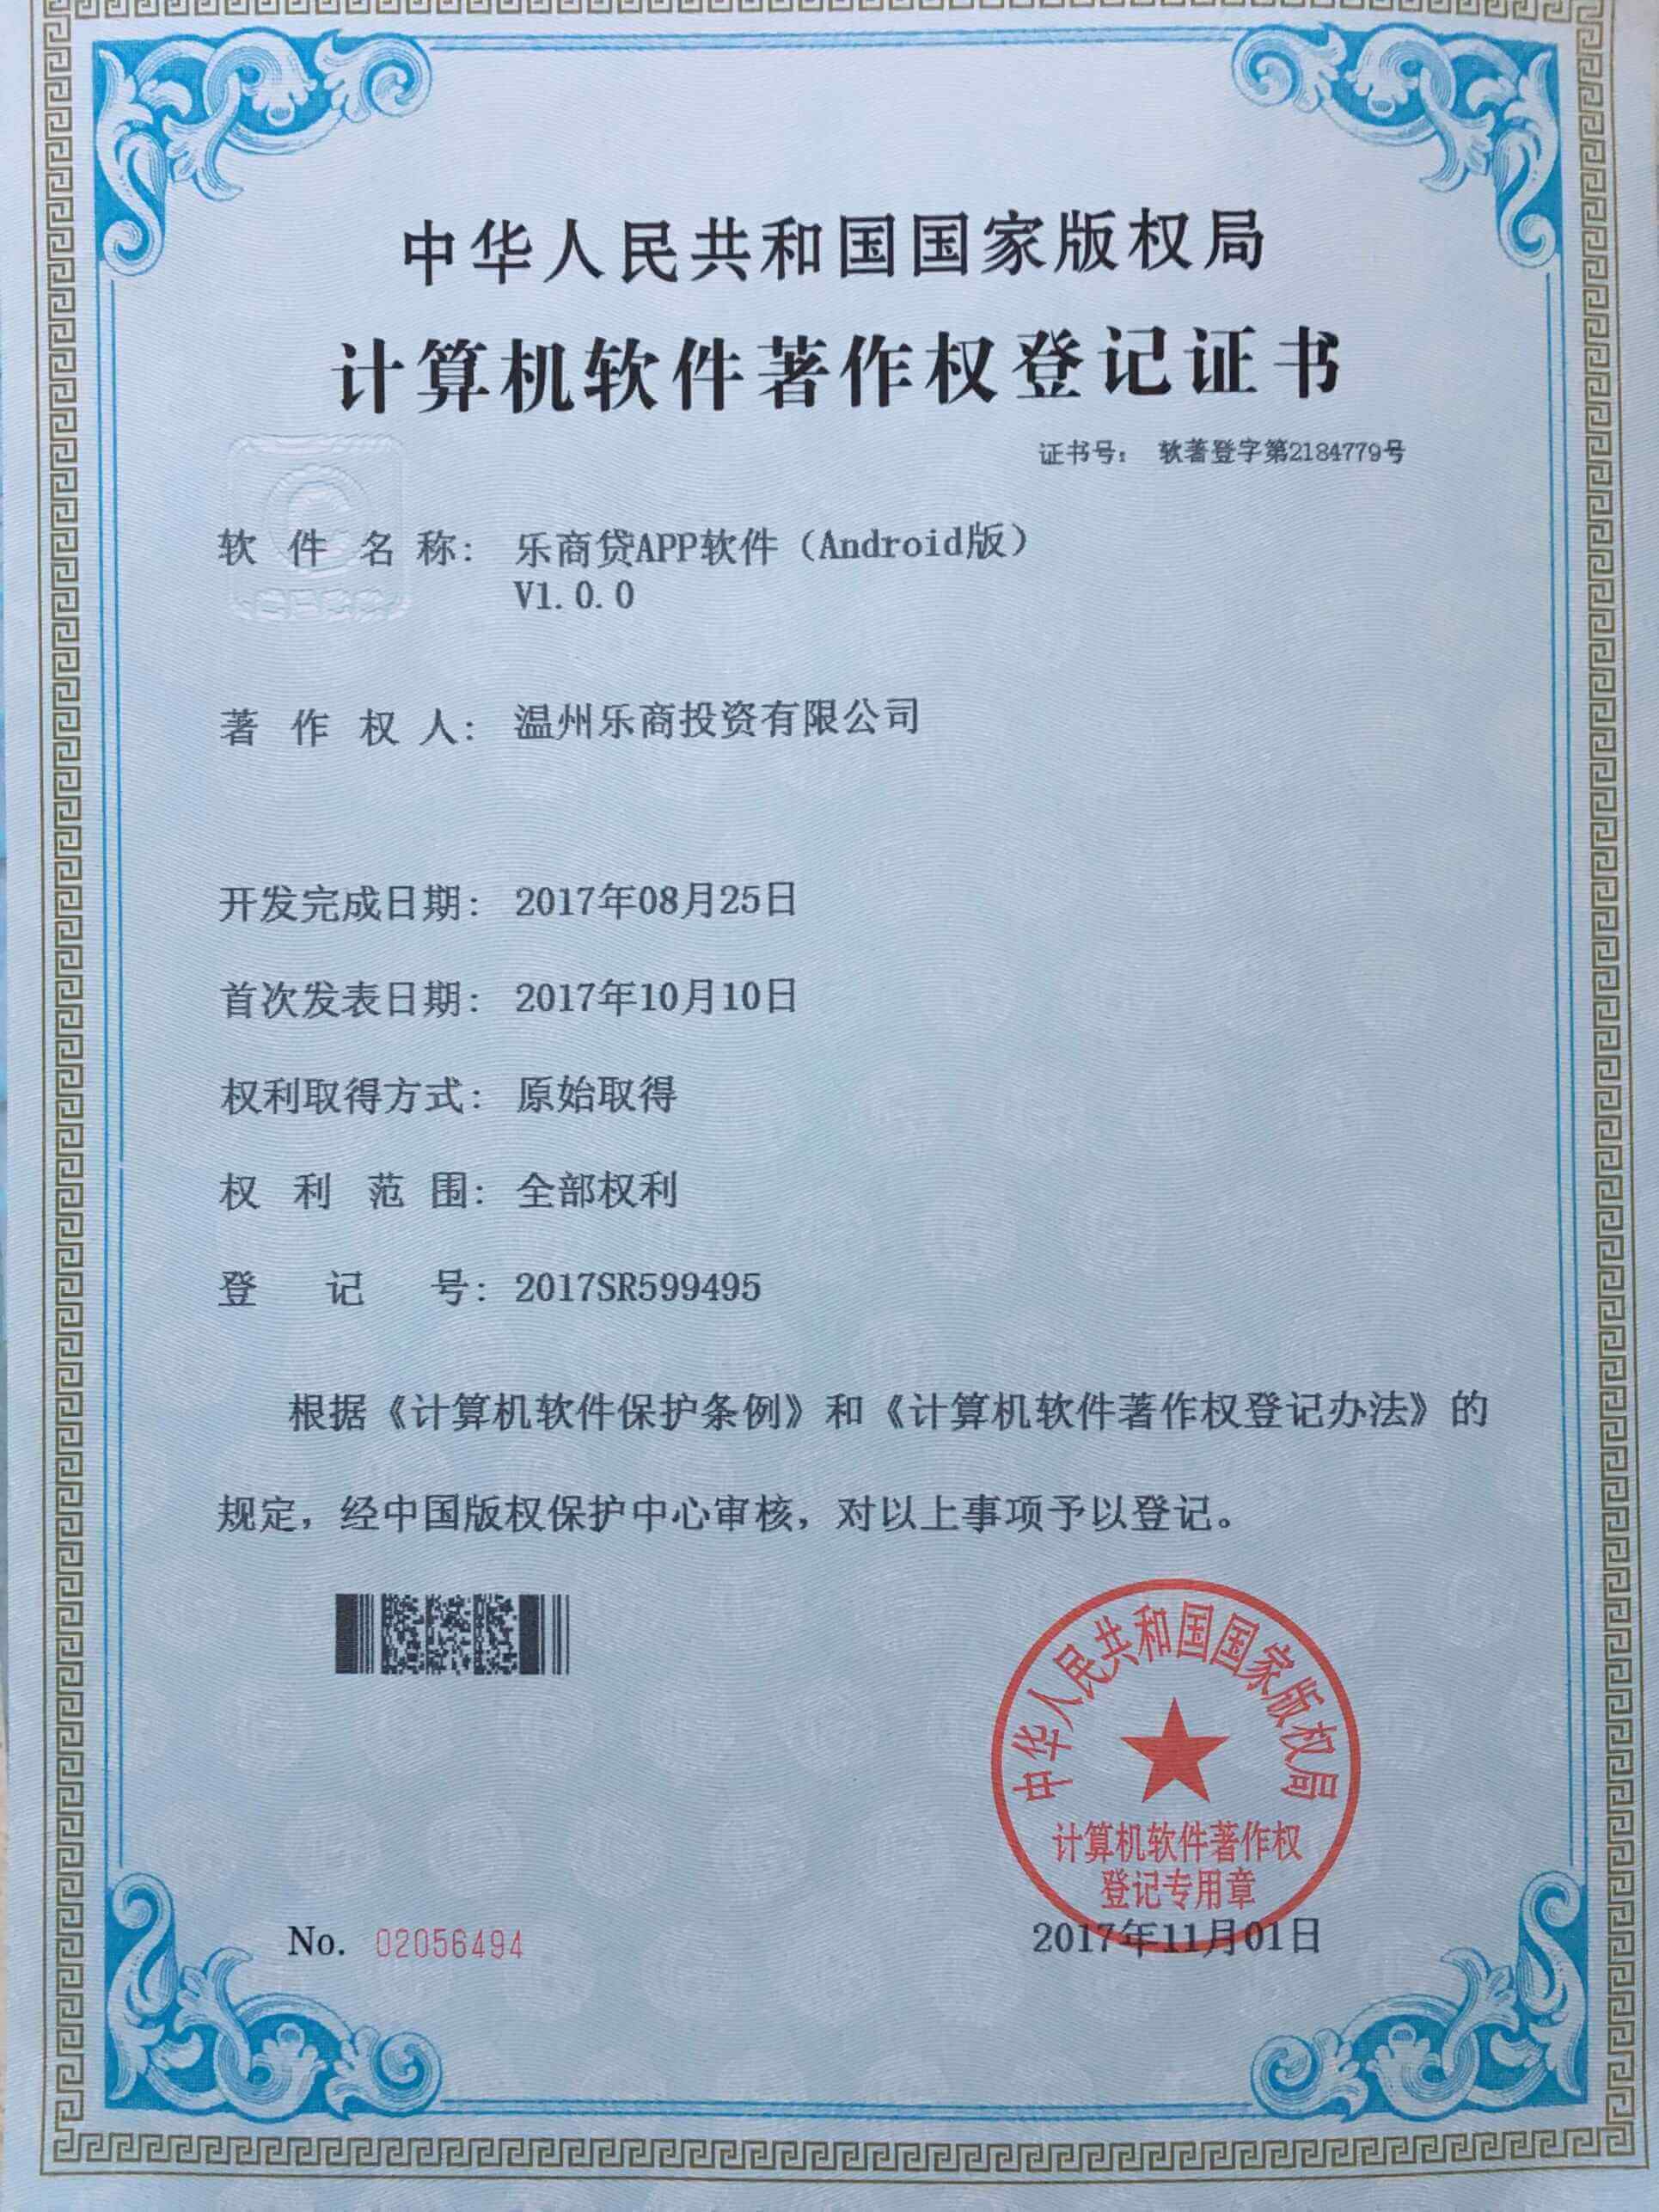 中华人民共和国国家版权局
计算机软件著作权登记证书
证书号： 软著登字第2184779号
软件名称： 乐商贷APP软件（Android版）
V1.0.0
著作权人： 温州乐商投资有限公司
开发完成日期： 2017年08月25日
首次发表日期： 2017年10月10日
权利取得方式： 原始取得
权利范围： 全部权利
登记号： 2017SR599495
根据《计算机软件保护条例》和《计算机软件著作权登记办法》的
规定，经中国版权保护中心审核，对以上事项予以登记。
中华人民共和国国家版权局
计算机软件著作权
登记专用章
No. 02056494
2017年11月01日